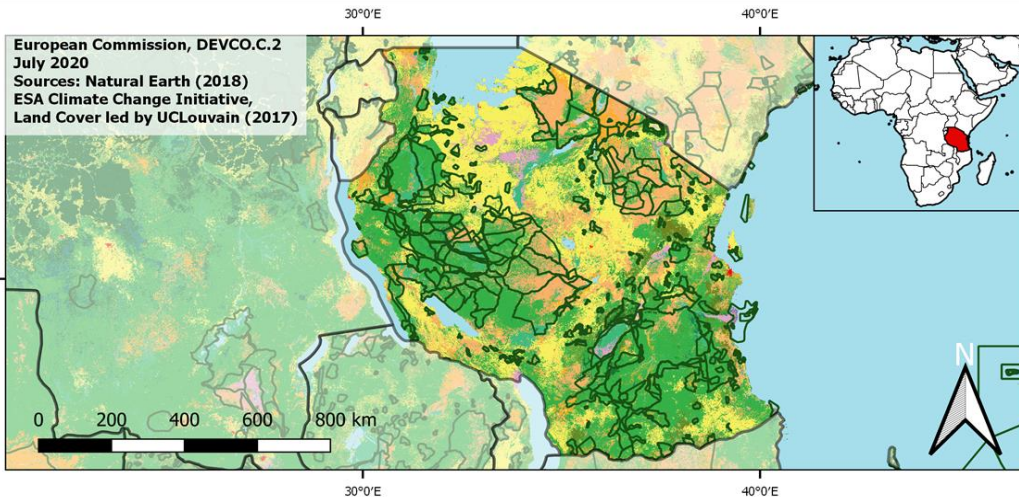 30°0'E 40°0'E
European Commission, DEVCO.C.2
July 2020
Sources: Natural Earth (2018)
ESA Climate Change Initiative,
Land Cover led by UCLouvain (2017)
N
0 200 400 600 800 km
30°0'E 40°0'E